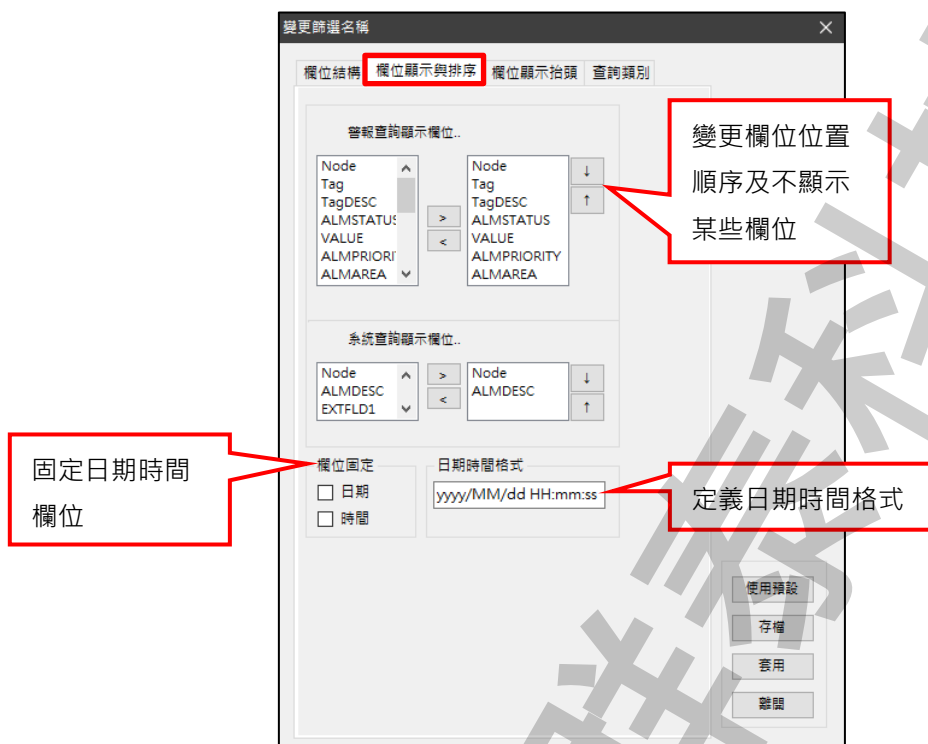 變更篩選名稱
欄位結構 欄位顯示與排序 欄位顯示抬頭 查詢類別
警報查詢顯示欄位..
Node
Tag
TagDESC
ALMSTATUS
VALUE
ALMPRIORI
ALMAREA
>
<
Node
Tag
TagDESC
ALMSTATUS
VALUE
ALMPRIORITY
ALMAREA
↓
↑
變更欄位位置
順序及不顯示
某些欄位
系統查詢顯示欄位..
Node
ALMDESC
EXTFLD1
>
<
Node
ALMDESC
↓
↑
固定日期時間
欄位
欄位固定
日期
時間
日期時間格式
yyyy/MM/dd HH:mm:ss
定義日期時間格式
使用預設
存檔
套用
離開